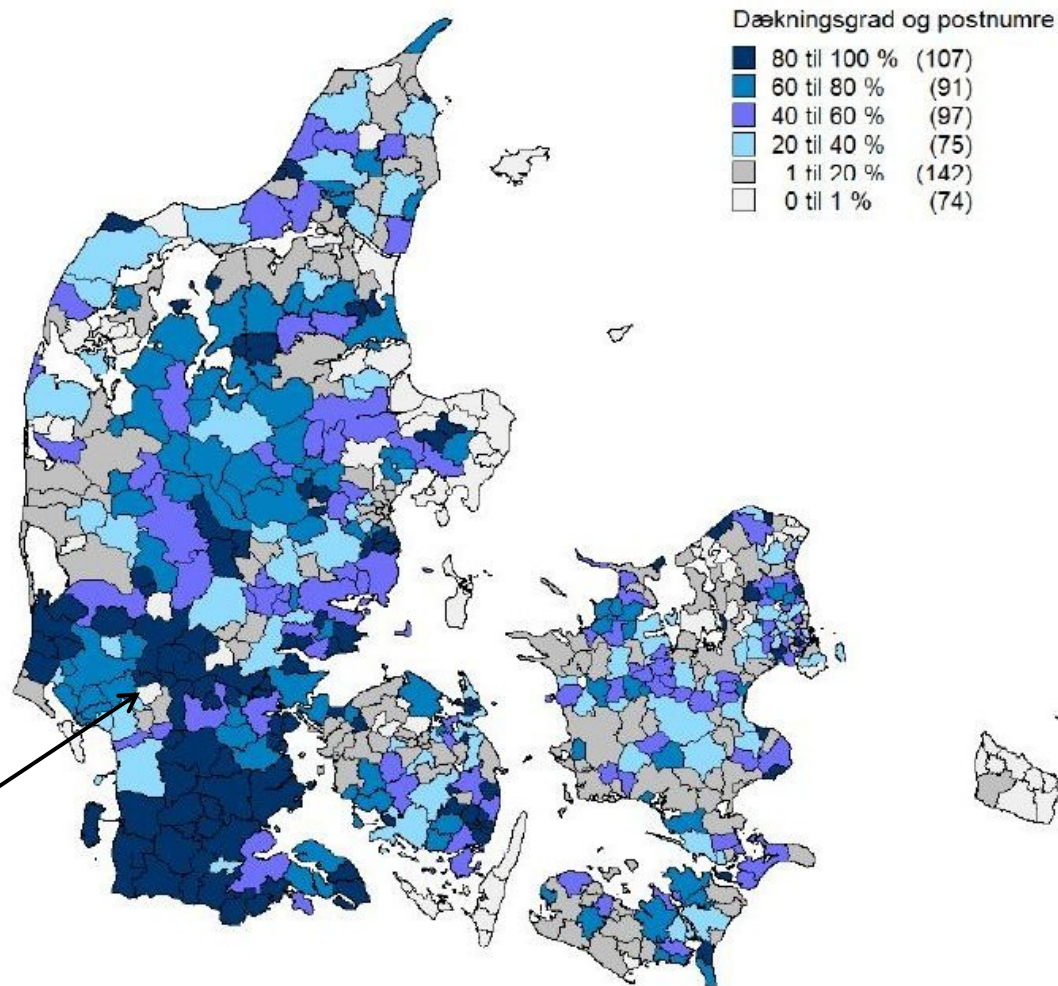 Dækningsgrad og postnumre
80 til 100 % (107)
60 til 80 % (91)
40 til 60 % (97)
20 til 40 % (75)
1 til 20 % (142)
0 til 1 % (74)